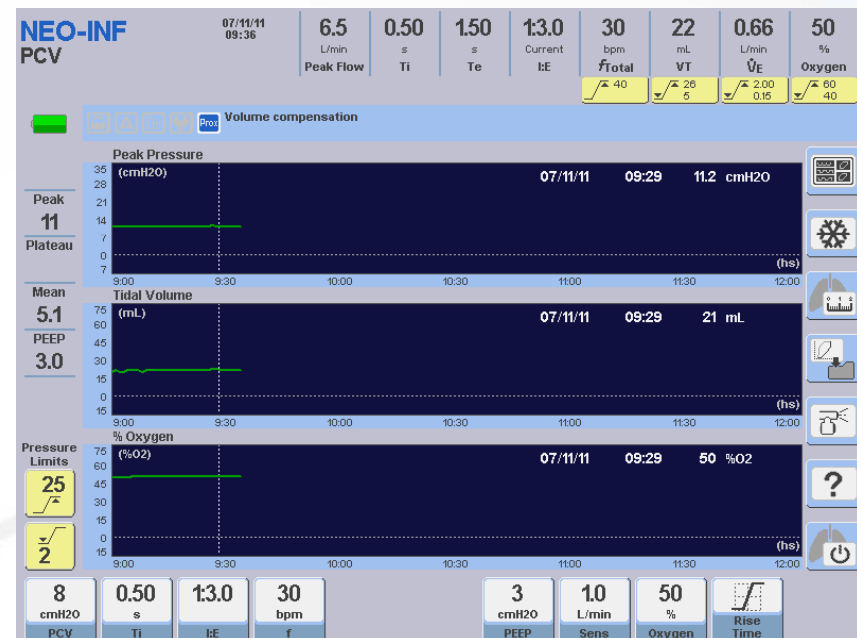 NEO-INF
PCV
07/11/11
09:36
6.5
L/min
Peak Flow
0.50
s
Ti
1.50
s
Te
1:3.0
Current
I:E
30
bpm
fTotal
40
22
mL
VT
26
5
0.66
L/min
V̇E
2.00
0.15
50
%
Oxygen
60
40
Prox
Volume compensation
Peak Pressure
(cmH2O)
07/11/11 09:29 11.2 cmH2O
35
28
21
14
7
0
7
(hs)
9:00 9:30 10:00 10:30 11:00 11:30 12:00
Peak
11
Plateau
Mean
5.1
PEEP
3.0
Tidal Volume
(mL)
07/11/11 09:29 21 mL
75
60
45
30
15
0
15
(hs)
9:00 9:30 10:00 10:30 11:00 11:30 12:00
% Oxygen
(%O2)
07/11/11 09:29 50 %O2
75
60
45
30
15
0
15
(hs)
9:00 9:30 10:00 10:30 11:00 11:30 12:00
Pressure
Limits
25
2
?
8
cmH2O
PCV
0.50
s
Ti
1:3.0
I:E
30
bpm
f
3
cmH2O
PEEP
1.0
L/min
Sens
50
%
Oxygen
Rise
Time